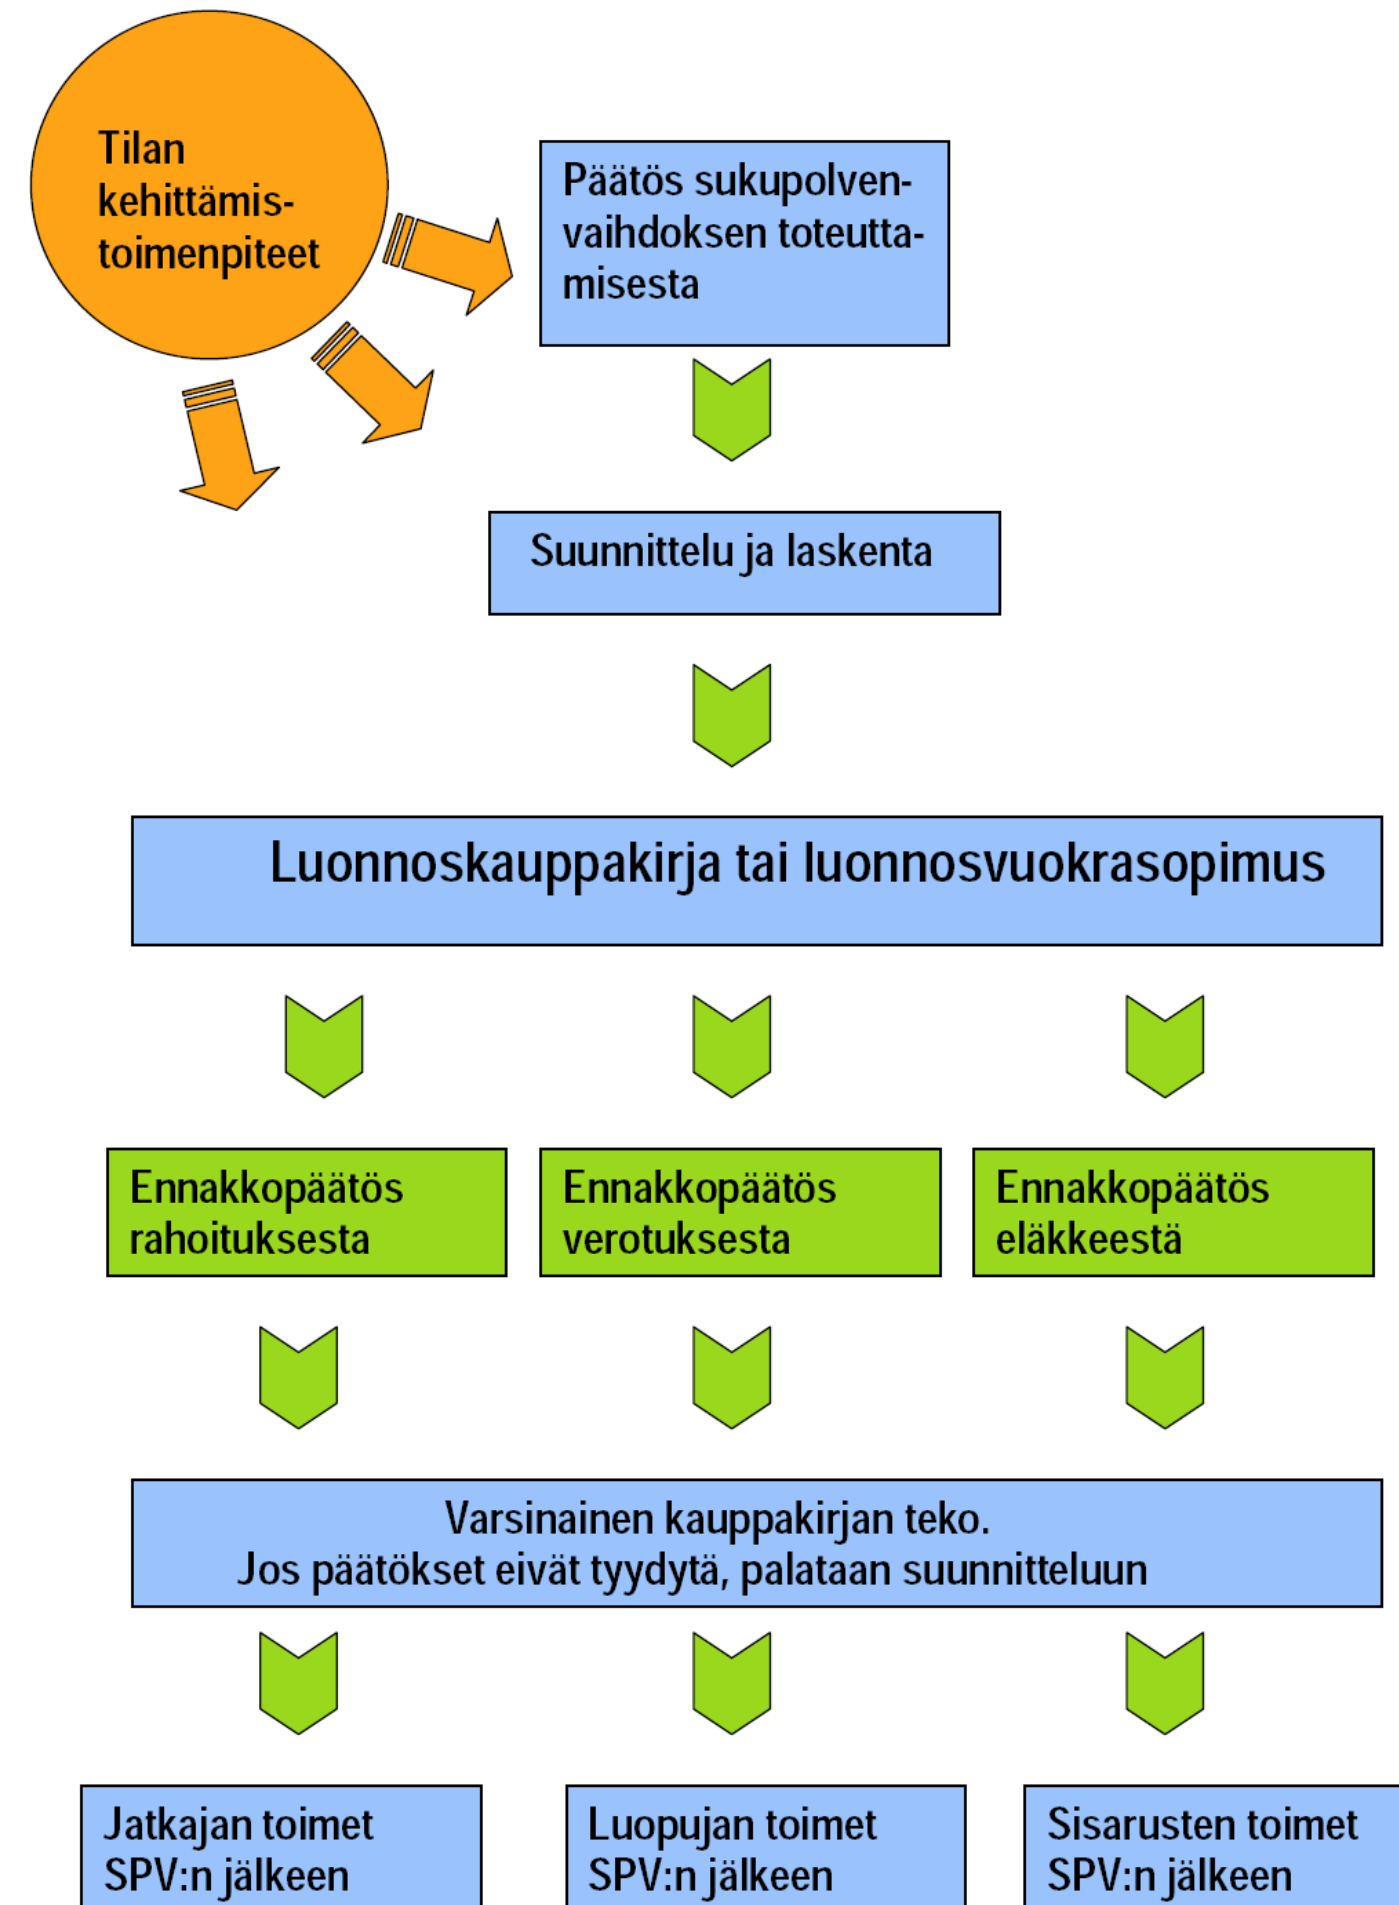 Tilan
kehittämis-
toimenpiteet
Päätös sukupolven-
vaihdoksen toteutta-
misesta
Suunnittelu ja laskenta
Luonnoskauppakirja tai luonnosvuokrasopimus
Ennakkopäätös
rahoituksesta
Ennakkopäätös
verotuksesta
Ennakkopäätös
eläkkeestä
Varsinainen kauppakirjan teko.
Jos päätökset eivät tyydytä, palataan suunnitteluun
Jatkajan toimet
SPV:n jälkeen
Luopujan toimet
SPV:n jälkeen
Sisarusten toimet
SPV:n jälkeen